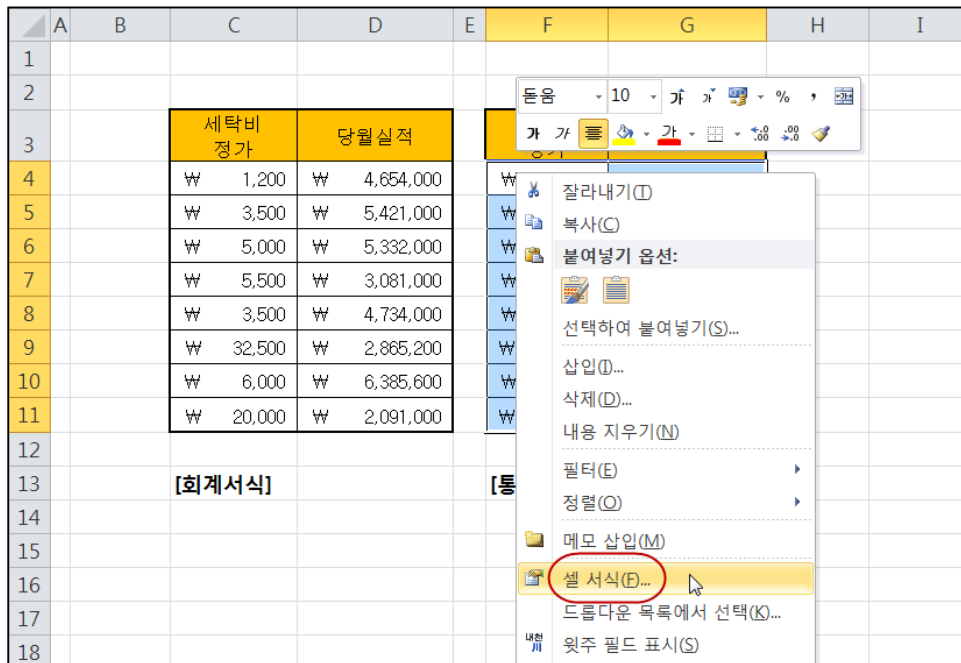 A B C D E F G H I
1
2
돋움 10 가 가 % ,
3 세탁비 당월실적 가 가 가
정가
4 ₩ 1,200 ₩ 4,654,000 ₩
잘라내기(T)
5 ₩ 3,500 ₩ 5,421,000 ₩
복사(C)
6 ₩ 5,000 ₩ 5,332,000 ₩
붙여넣기 옵션:
7 ₩ 5,500 ₩ 3,081,000 ₩
8 ₩ 3,500 ₩ 4,734,000 ₩
선택하여 붙여넣기(S)...
9 ₩ 32,500 ₩ 2,865,200 ₩
삽입(I)...
10 ₩ 6,000 ₩ 6,385,600 ₩
삭제(D)...
11 ₩ 20,000 ₩ 2,091,000 ₩
내용 지우기(N)
12
필터(E)
13 [회계서식] [통
정렬(O)
14
메모 삽입(M)
15
셀 서식(F)...
16
드롭다운 목록에서 선택(K)...
17
윗주 필드 표시(S)
18